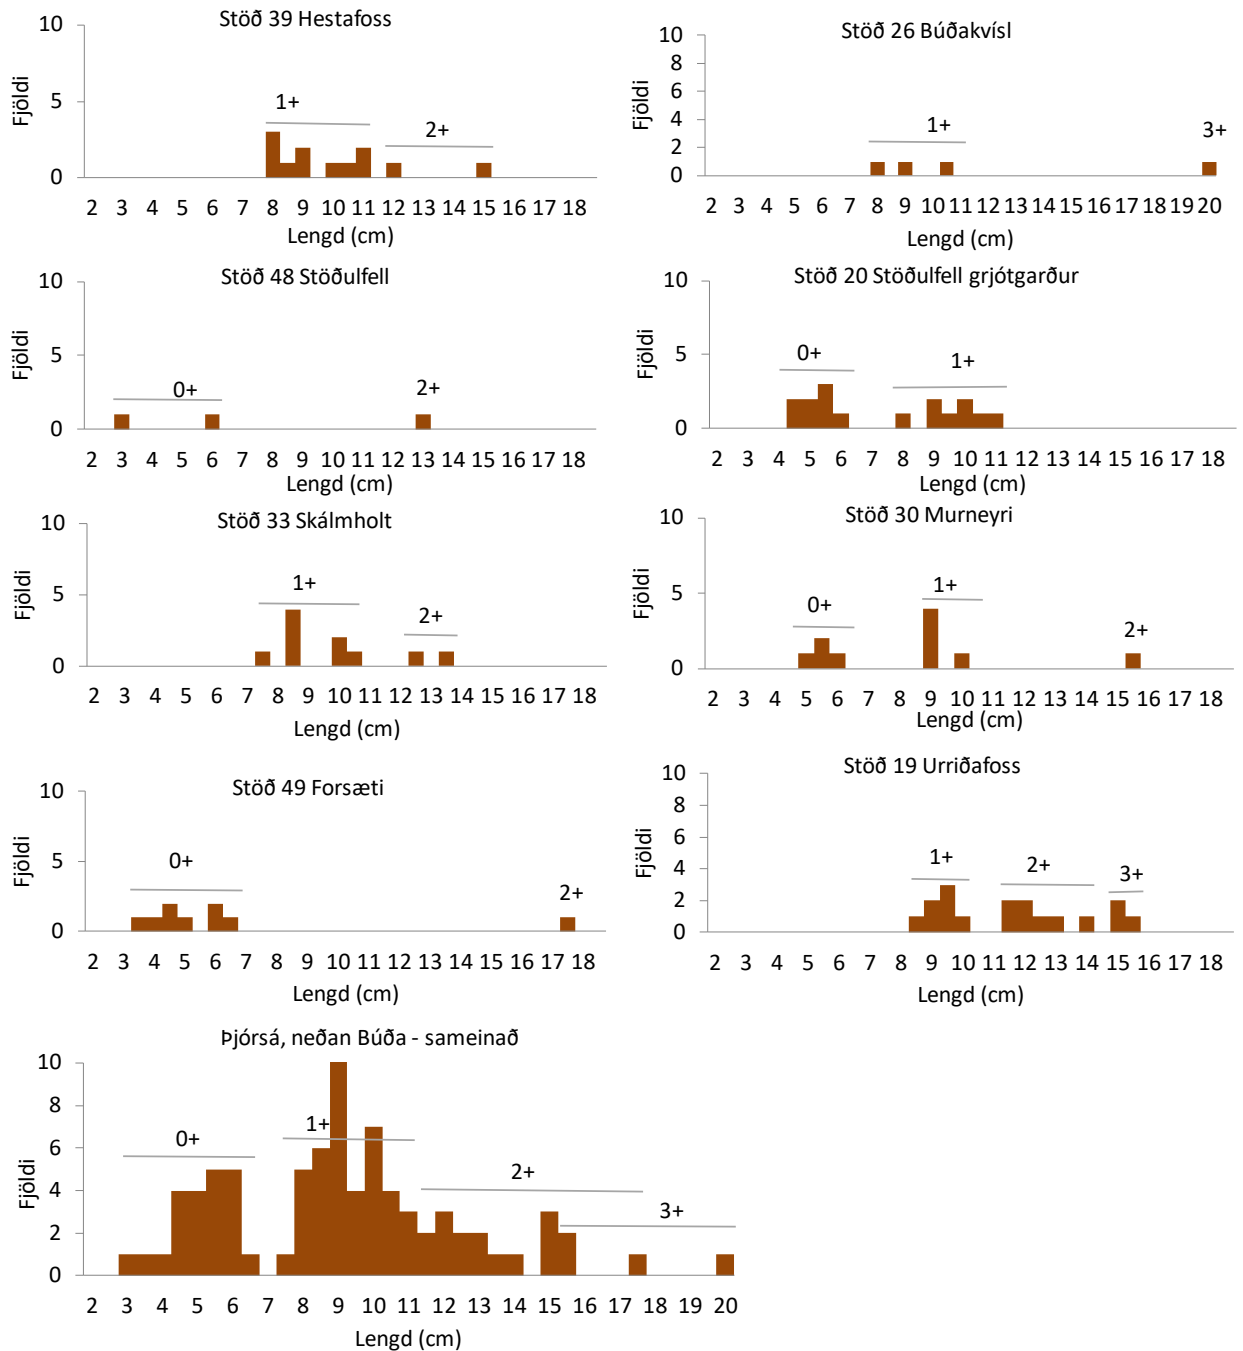 Stöð 39 Hestafoss
10
5
0
Fjöldi
1+
2+
2 3 4 5 6 7 8 9 10 11 12 13 14 15 16 17 18
Lengd (cm)
Stöð 26 Búðakvísl
10
8
6
4
2
0
Fjöldi
1+
3+
2 3 4 5 6 7 8 9 10 11 12 13 14 15 16 17 18 19 20
Lengd (cm)
Stöð 48 Stöðulfell
10
5
0
Fjöldi
0+
2+
2 3 4 5 6 7 8 9 10 11 12 13 14 15 16 17 18
Lengd (cm)
Stöð 20 Stöðulfell grjótgarður
10
5
0
Fjöldi
0+
1+
2 3 4 5 6 7 8 9 10 11 12 13 14 15 16 17 18
Lengd (cm)
Stöð 33 Skálmholt
10
5
0
Fjöldi
1+
2+
2 3 4 5 6 7 8 9 10 11 12 13 14 15 16 17 18
Lengd (cm)
Stöð 30 Murneyri
10
5
0
Fjöldi
0+
1+
2+
2 3 4 5 6 7 8 9 10 11 12 13 14 15 16 17 18
Lengd (cm)
Stöð 49 Forsæti
10
5
0
Fjöldi
0+
2+
2 3 4 5 6 7 8 9 10 11 12 13 14 15 16 17 18
Lengd (cm)
Stöð 19 Urriðafoss
10
8
6
4
2
0
Fjöldi
1+
2+
3+
2 3 4 5 6 7 8 9 10 11 12 13 14 15 16 17 18
Lengd (cm)
Þjórsá, neðan Búða - sameinað
10
8
6
4
2
0
Fjöldi
0+
1+
2+
3+
2 3 4 5 6 7 8 9 10 11 12 13 14 15 16 17 18 19 20
Lengd (cm)